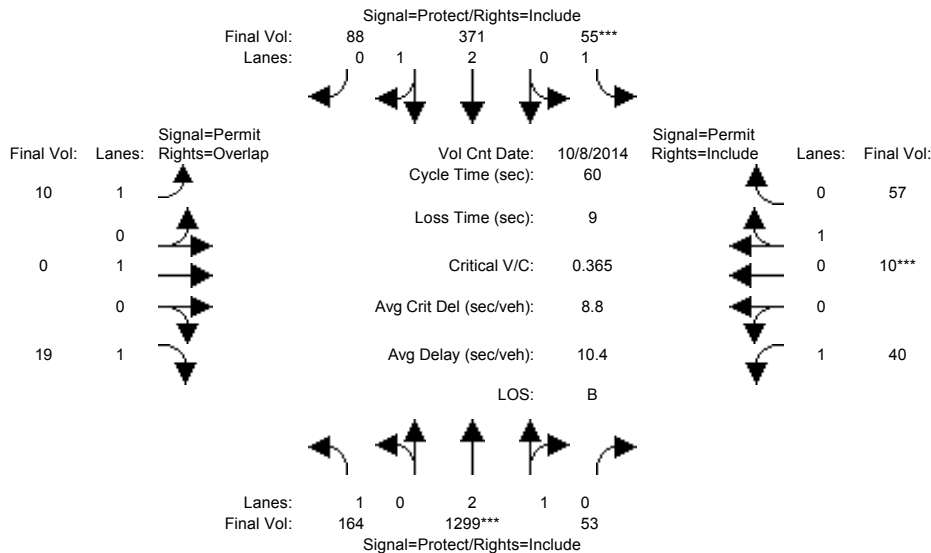 Signal=Protect/Rights=Include
Final Vol: 88 371 55***
Lanes: 0 1 2 0 1
Signal=Permit Signal=Permit
Final Vol: Lanes: Rights=Overlap Vol Cnt Date: 10/8/2014 Rights=Include Lanes: Final Vol:
Cycle Time (sec): 60
10 1 0 57
Loss Time (sec): 9
0 1
0 1 Critical V/C: 0.365 0 10***
0 Avg Crit Del (sec/veh): 8.8 0
19 1 Avg Delay (sec/veh): 10.4 1 40
LOS: B
Lanes: 1 0 2 1 0
Final Vol: 164 1299*** 53
Signal=Protect/Rights=Include